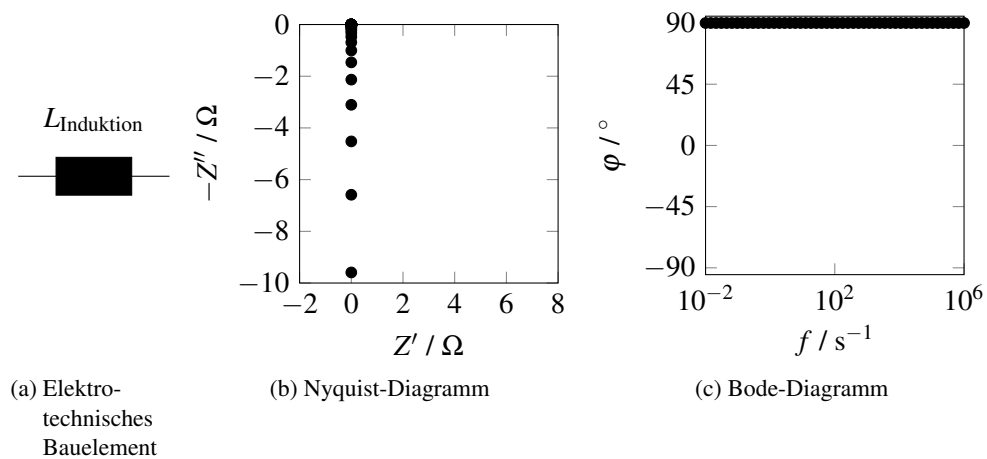 L_Induktion
−Z′′ / Ω
−0
−2
−4
−6
−8
−10
−2 0 2 4 6 8
Z′ / Ω
φ / °
90
45
0
−45
−90
10^−2 10^2 10^6
f / s^−1
(a) Elektro-
technisches
Bauelement
(b) Nyquist-Diagramm
(c) Bode-Diagramm